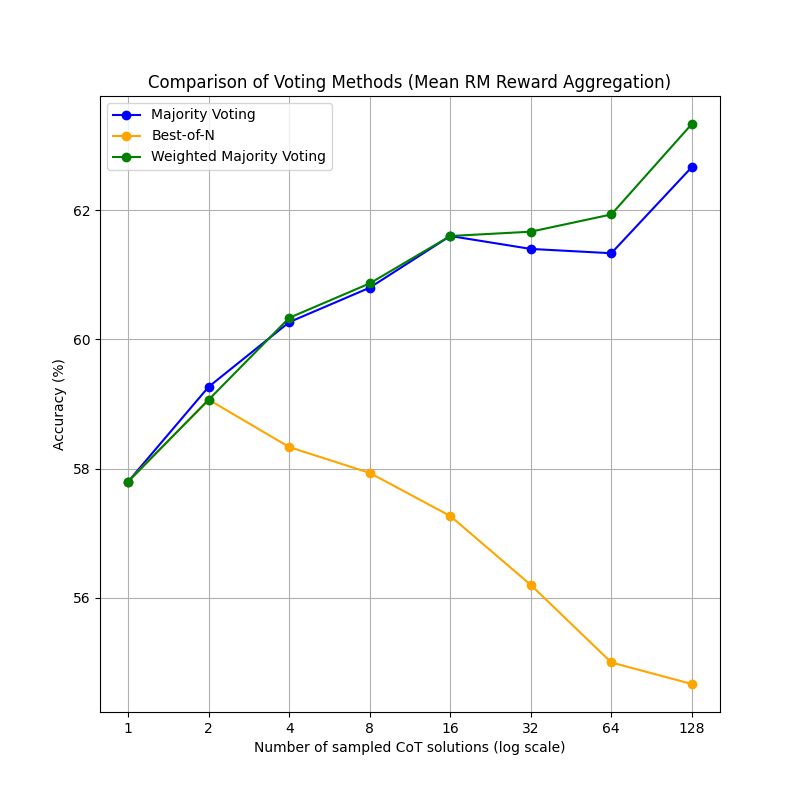 Comparison of Voting Methods (Mean RM Reward Aggregation)
Majority Voting
Best-of-N
Weighted Majority Voting
62
60
58
56
Accuracy (%)
1 2 4 8 16 32 64 128
Number of sampled CoT solutions (log scale)